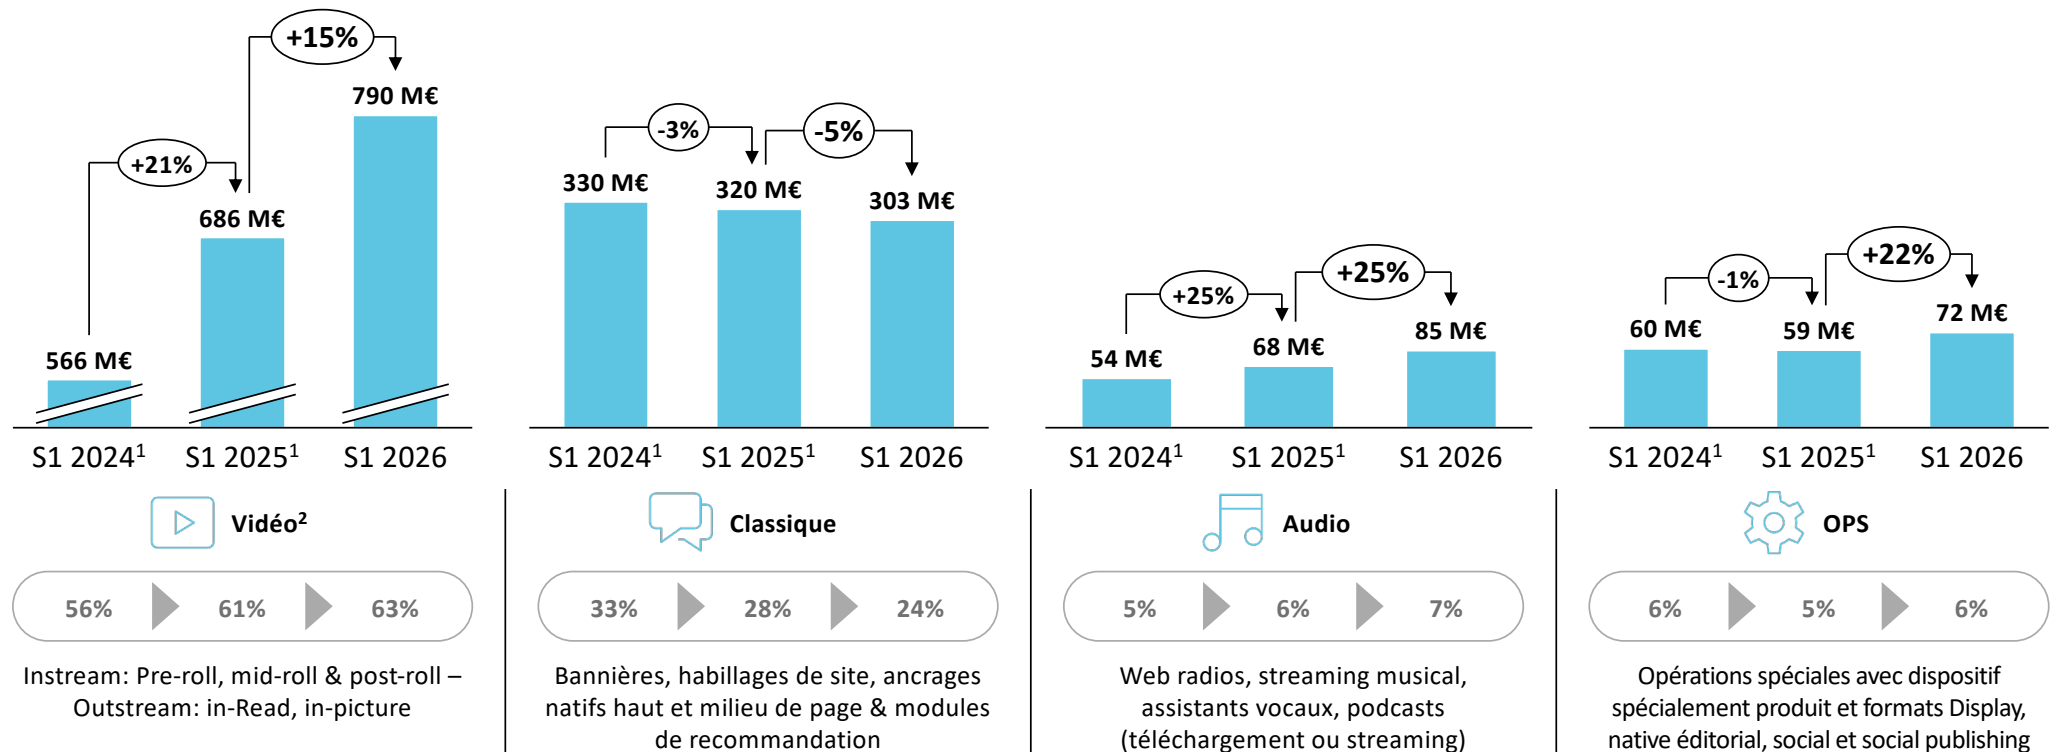 +15%
790 M€
+21%
686 M€
566 M€
S1 2024¹ S1 2025¹ S1 2026
-3%
-5%
330 M€
320 M€
303 M€
S1 2024¹ S1 2025¹ S1 2026
+25%
+25%
54 M€
68 M€
85 M€
S1 2024¹ S1 2025¹ S1 2026
-1%
+22%
60 M€
59 M€
72 M€
S1 2024¹ S1 2025¹ S1 2026
Vidéo²
56% 61% 63%
Instream: Pre-roll, mid-roll & post-roll –
Outstream: in-Read, in-picture
Classique
33% 28% 24%
Bannières, habillages de site, ancrages
natifs haut et milieu de page & modules
de recommandation
Audio
5% 6% 7%
Web radios, streaming musical,
assistants vocaux, podcasts
(téléchargement ou streaming)
OPS
6% 5% 6%
Opérations spéciales avec dispositif
spécialement produit et formats Display,
native éditorial, social et social publishing